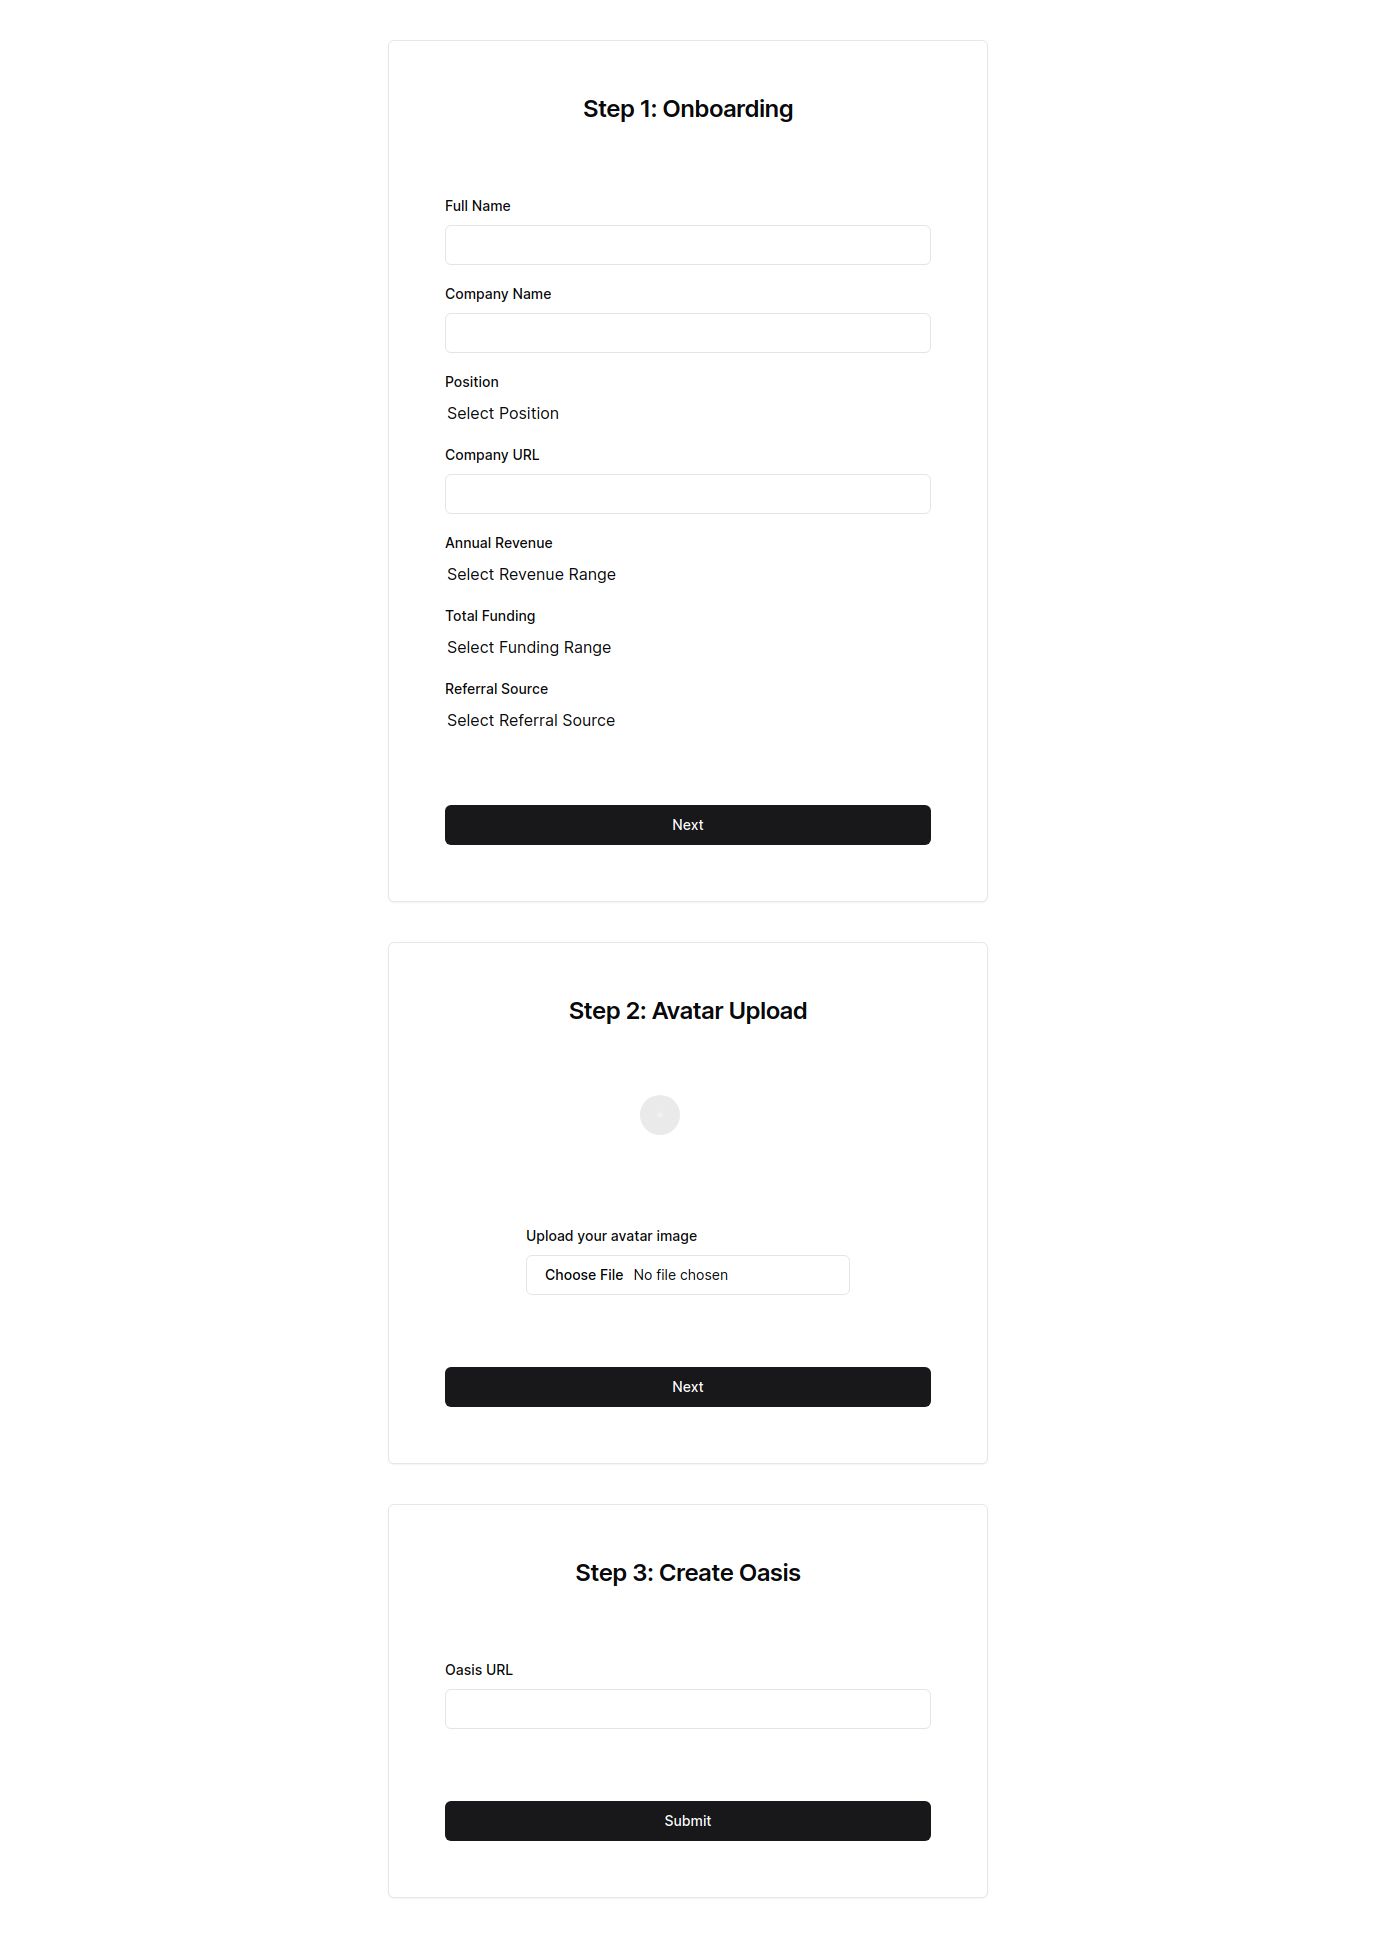 Step 1: Onboarding
Full Name
Company Name
Position
Select Position
Company URL
Annual Revenue
Select Revenue Range
Total Funding
Select Funding Range
Referral Source
Select Referral Source
Next
Step 2: Avatar Upload
Upload your avatar image
Choose File No file chosen
Next
Step 3: Create Oasis
Oasis URL
Submit